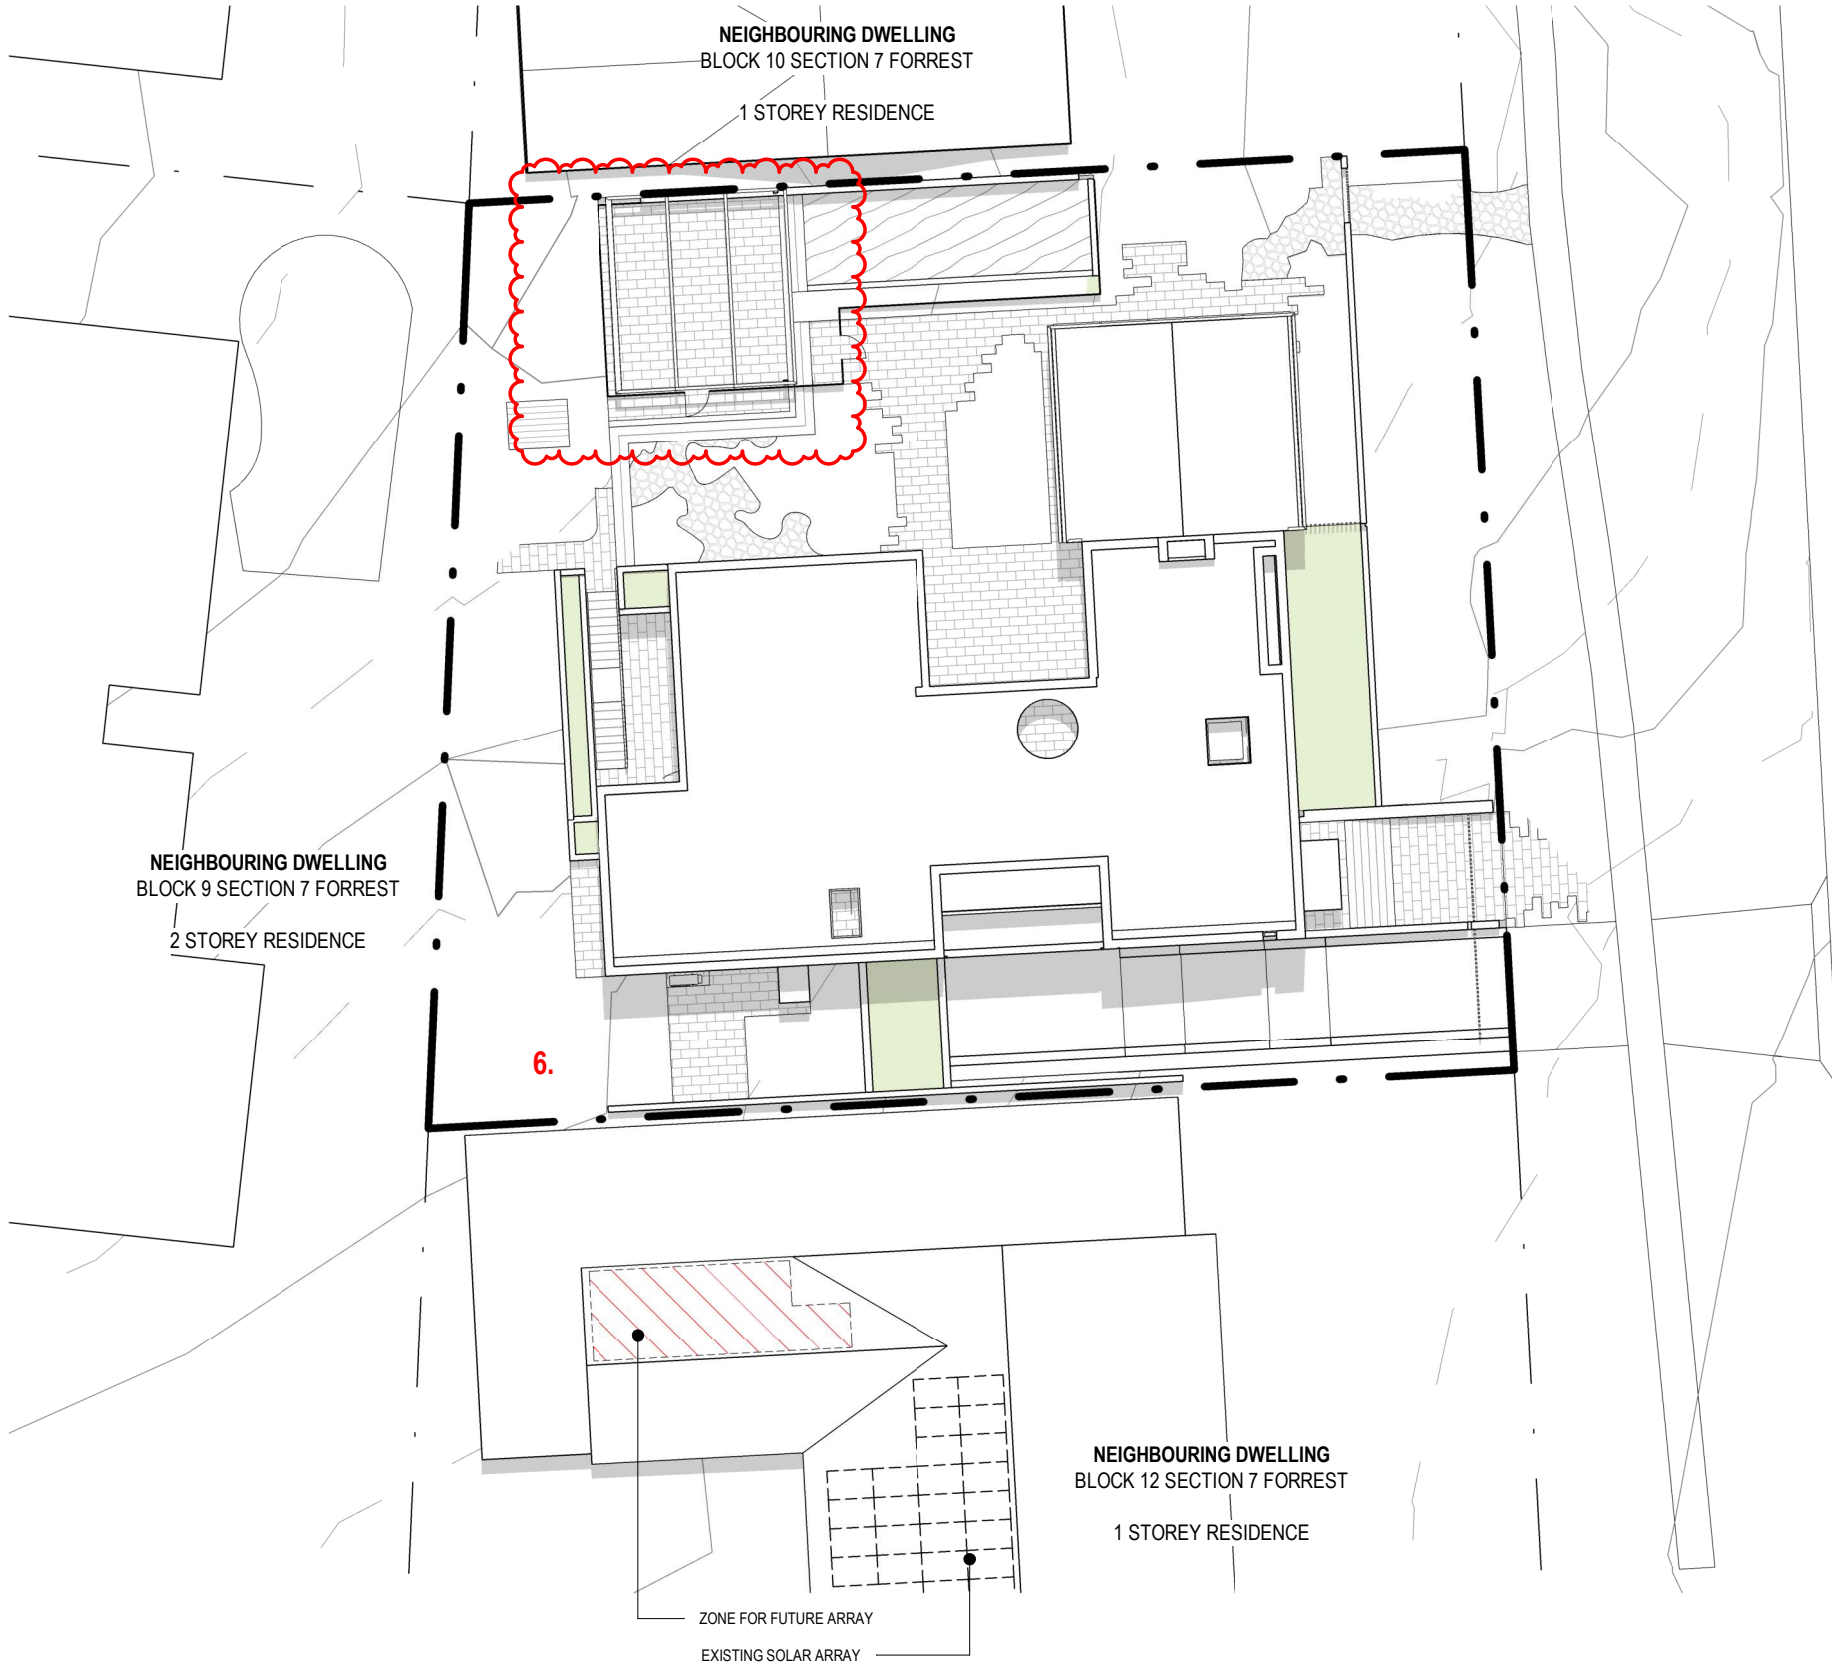 NEIGHBOURING DWELLING
BLOCK 10 SECTION 7 FORREST
1 STOREY RESIDENCE
NEIGHBOURING DWELLING
BLOCK 9 SECTION 7 FORREST
2 STOREY RESIDENCE
6.
NEIGHBOURING DWELLING
BLOCK 12 SECTION 7 FORREST
1 STOREY RESIDENCE
ZONE FOR FUTURE ARRAY
EXISTING SOLAR ARRAY